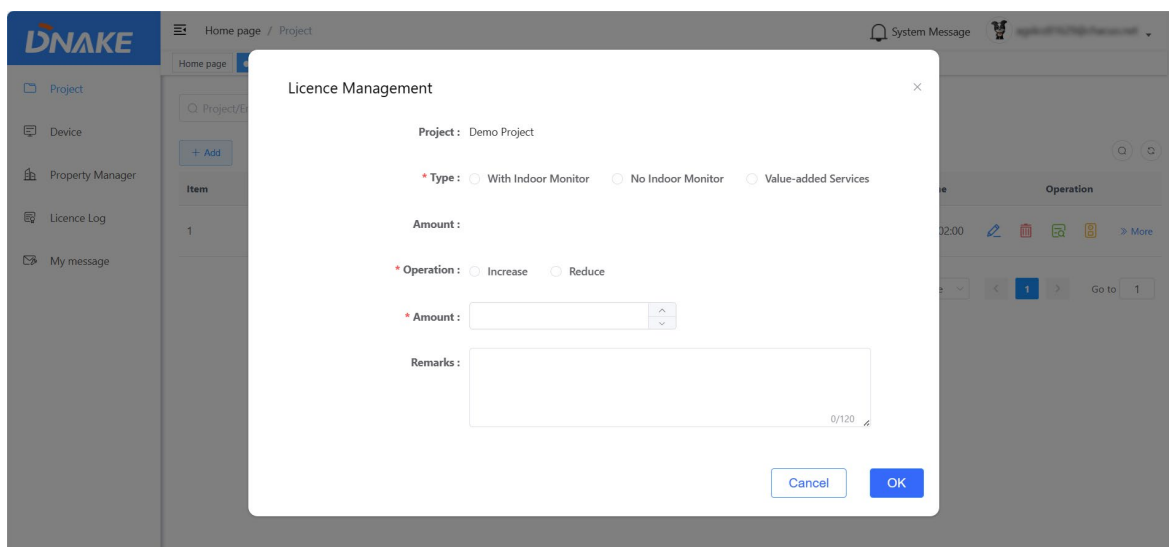 DNAKE
Home page / Project
System Message
Home page
Project
Device
Property Manager
Licence Log
My message
Project/
+ Add
Item
Operation
1
02:00
» More
1
Go to 1
Licence Management
Project : Demo Project
* Type : With Indoor Monitor No Indoor Monitor Value-added Services
Amount :
* Operation : Increase Reduce
* Amount :
Remarks :
0/120
Cancel
OK